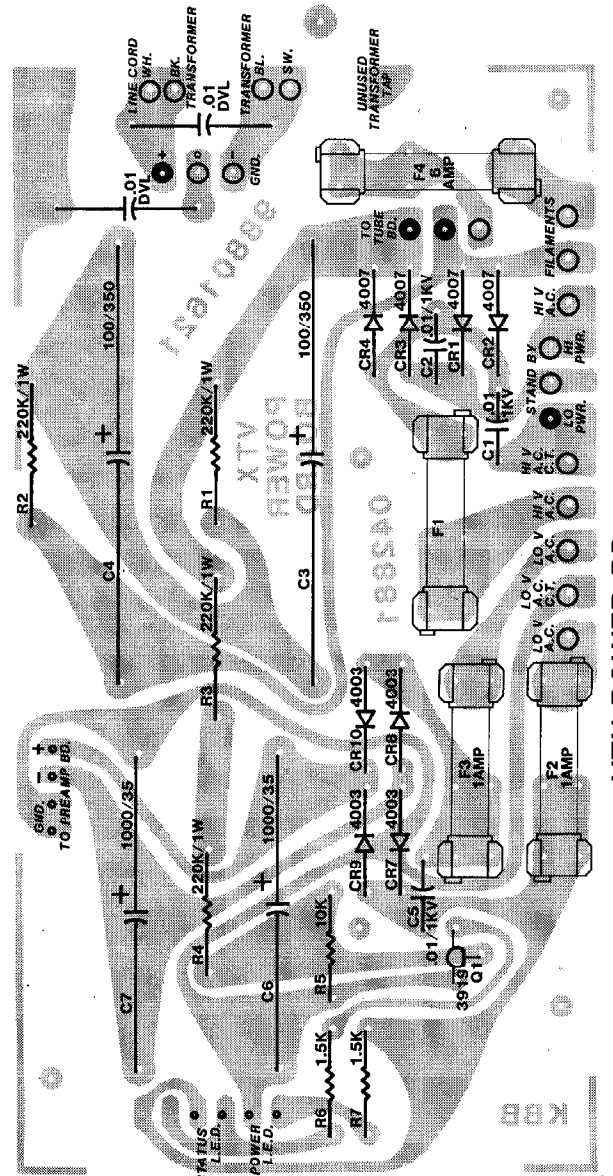 LINE CORD
WH.
BK.
TRANSFORMER
.01
DVL
TRANSFORMER
BL.
SW.
UNUSED
TRANSFORMER
TAP
+
O
−
GND.
.01
DVL
F4
6
AMP
TO
TUBE
BD.
FILAMENTS
HI V
A.C.
STAND BY
HI
PWR.
LO
PWR.
HI V
A.C.
C.T.
HI V
A.C.
LO V
A.C.
LO V
A.C.
C.T.
LO V
A.C.
100/350
+
C4
220K/1W
R2
220K/1W
R1
100/350
+
C3
220K/1W
R3
98801621
VTX
POWER
BOARD
042881
CR4
4007
CR3
4007
C2
.01/1KV
CR1
4007
CR2
4007
C1
.01
1KV
F1
GND.
−
+
TO PREAMP BD.
1000/35
+
C7
220K/1W
R4
1000/35
+
C6
10K
R5
CR10
4003
CR8
4003
CR9
4003
CR7
4003
C5
.01/1KV
F3
1AMP
F2
1AMP
3919
Q1
1.5K
R6
1.5K
R7
L.E.D.
POWER
L.E.D.
KBB